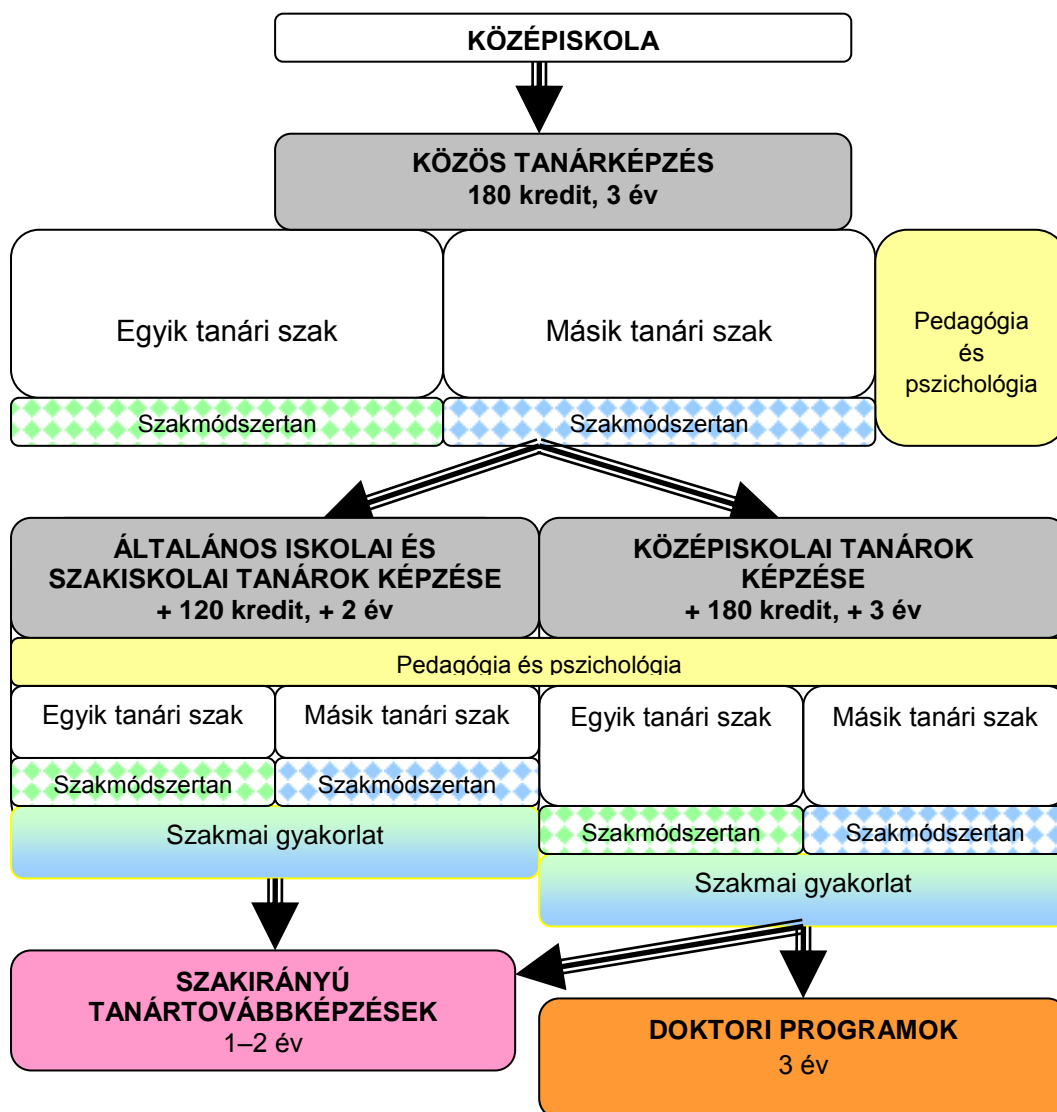 KÖZÉPISKOLA
KÖZÖS TANÁRKÉPZÉS
180 kredit, 3 év
Egyik tanári szak
Másik tanári szak
Pedagógia
és
pszichológia
Szakmódszertan
Szakmódszertan
ÁLTALÁNOS ISKOLAI ÉS
SZAKISKOLAI TANÁROK KÉPZÉSE
+ 120 kredit, + 2 év
KÖZÉPISKOLAI TANÁROK
KÉPZÉSE
+ 180 kredit, + 3 év
Pedagógia és pszichológia
Egyik tanári szak
Másik tanári szak
Egyik tanári szak
Másik tanári szak
Szakmódszertan
Szakmódszertan
Szakmódszertan
Szakmódszertan
Szakmai gyakorlat
Szakmai gyakorlat
SZAKIRÁNYÚ
TANÁRTOVÁBBKÉPZÉSEK
1–2 év
DOKTORI PROGRAMOK
3 év